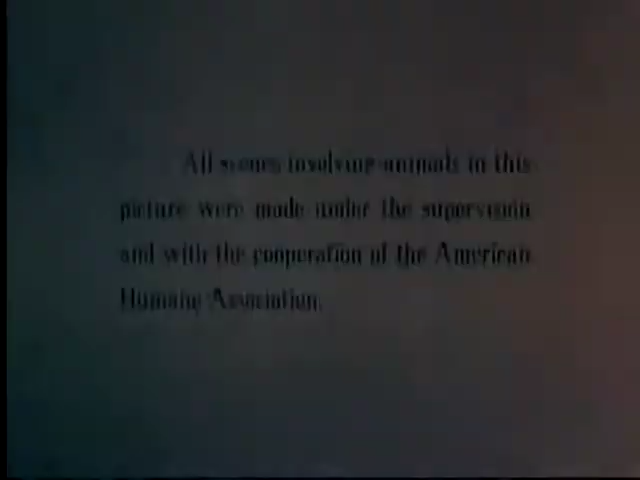 All scenes involving animals in this
picture were made under the supervision
and with the cooperation of the American
Humane Association.